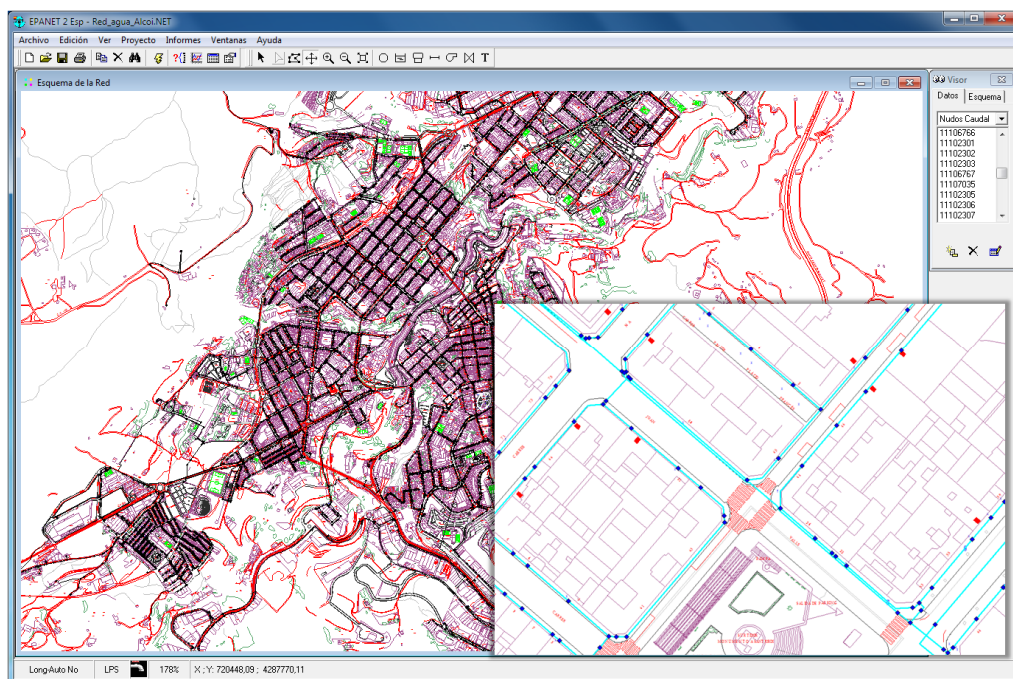 EPANET 2 Esp - Red_agua_Alcoi.NET
Archivo Edición Ver Proyecto Informes Ventanas Ayuda
T
Esquema de la Red
Visor
Datos Esquema
Nudos Caudal
11106766
11102301
11102302
11102303
11106767
11107035
11102305
11102306
11102307
Long-Auto No LPS 178% X ; Y: 720448,09 ; 4287770,11